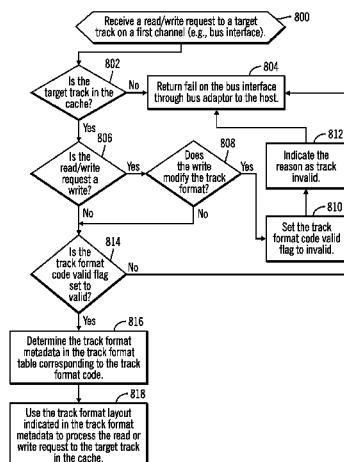 Receive a read/write request to a target
track on a first channel (e.g., bus interface).
800
802
Is the
target track in
the cache?
No
Yes
804
Return fail on the bus interface
through bus adaptor to the host.
806
Is the
read/write
request a
write?
Yes
No
808
Does
the write
modify the track
format?
Yes
No
812
Indicate the
reason as track
invalid.
810
Set the track
format code valid
flag to invalid.
814
Is the
track format
code valid flag
set to
valid?
No
Yes
816
Determine the track format
metadata in the track format
table corresponding to the track
format code.
818
Use the track format layout
indicated in the track format
metadata to process the read or
write request to the target track
in the cache.